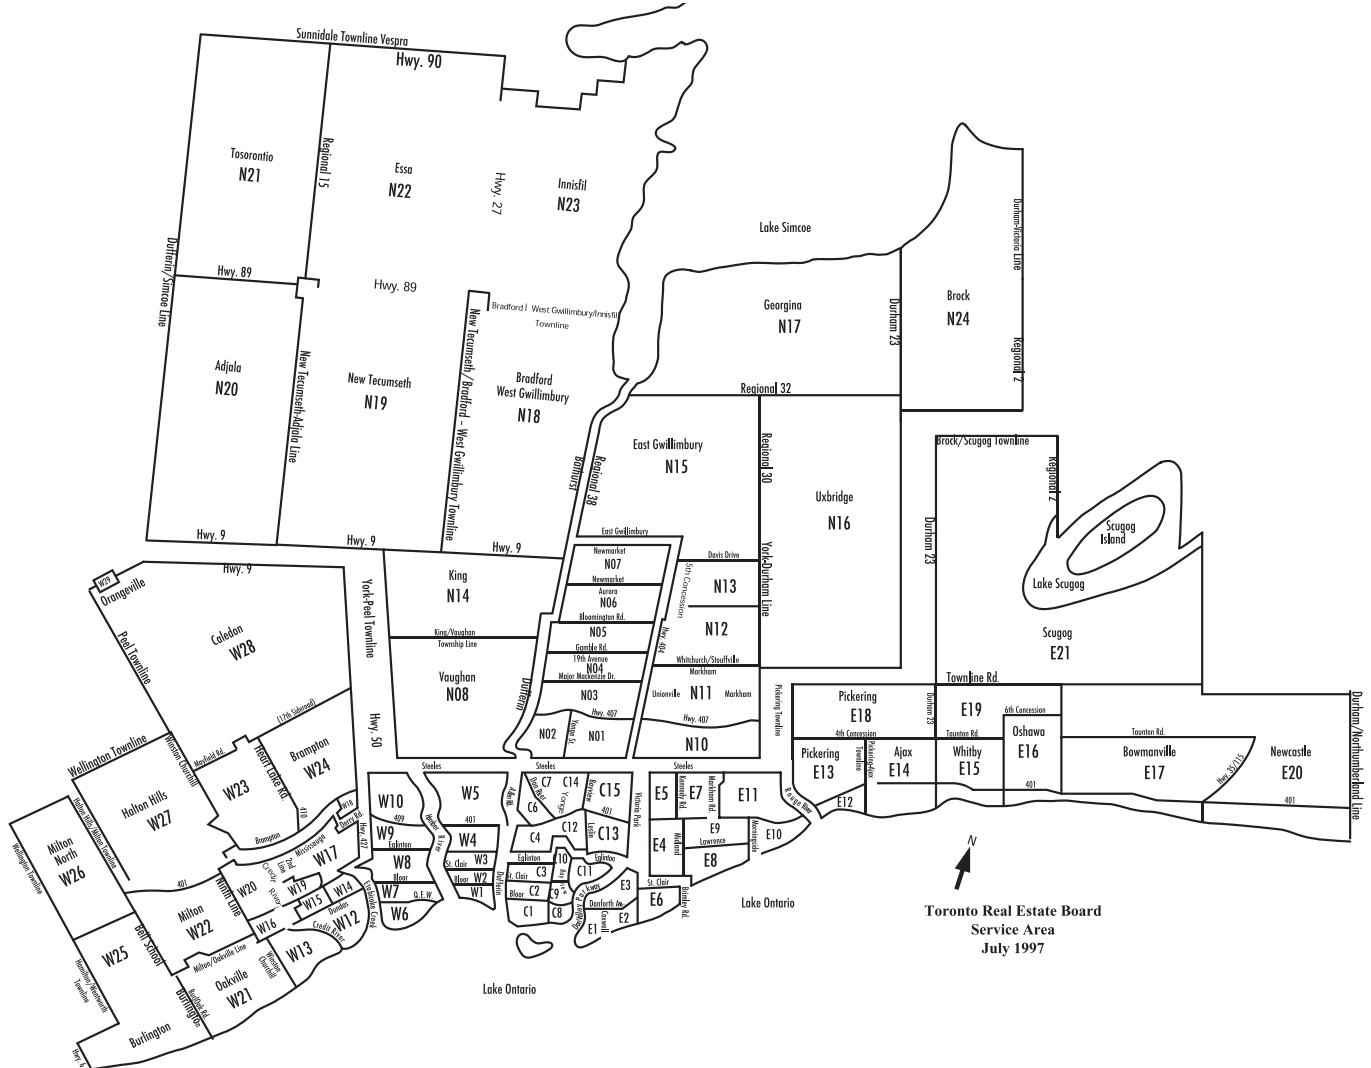 Sunnidale Townline Vespra
Hwy. 90
Tosorontio
N21
Regional 15
Essa
N22
Hwy. 27
Innisfil
N23
Dufferin/Simcoe Line
Hwy. 89
Hwy. 89
Bradford West Gwillimbury/Innisfil
Townline
Adjala
N20
New Tecumseth-Adjala Line
New Tecumseth
N19
New Tecumseth/Bradford - West Gwillimbury Townline
Bradford
West Gwillimbury
N18
Hwy. 9
Hwy. 9
Hwy. 9
Bathurst
Regional 38
Lake Simcoe
Georgina
N17
Durham 23
Brock
N24
Durham-Victoria Line
Regional 2
Regional 32
East Gwillimbury
N15
Regional 30
York-Durham Line
Uxbridge
N16
Durham 23
Brock/Scugog Townline
Regional 2
Scugog
Island
Lake Scugog
Scugog
E21
Townline Rd.
East Gwillimbury
Newmarket
N07
Newmarket
Aurora
N06
Bloomington Rd.
N05
Gamble Rd.
19th Avenue
N04
Major Mackenzie Dr.
N03
Hwy. 407
N02
Yonge St.
N01
5th Concession
Hwy. 404
Davis Drive
N13
N12
Whitchurch/Stouffville
Markham
Unionville
N11
Markham
Hwy. 407
N10
King
N14
King/Vaughan
Township Line
Vaughan
N08
Dufferin
York-Peel Townline
Hwy. 50
W29
Orangeville
Hwy. 9
Peel Townline
Caledon
W28
(17th Sideroad)
Mayfield Rd.
Heart Lake Rd.
Brampton
W24
W23
410
Brampton
Winston Churchill
Wellington Townline
Halton Hills
W27
Halton Hills/Milton Townline
Milton
North
W26
Wellington Townline
401
Milton
W22
Ninth Line
W25
Bell School
Hamilton/Wentworth
Townline
Milton/Oakville Line
Oakville
W21
Burlington
Burlington
Hwy. 6
Winston
Churchill
W13
Credit River
W16
W20
2nd
Line
Credit River
W19
W15
W14
Dundas
W12
W17
Mississauga
W18
Derry Rd.
Hwy. 427
Etobicoke Creek
Steeles
Steeles
Steeles
W10
409
W9
Eglinton
W8
Bloor
W7
Q.E.W.
W6
Humber
River
W5
401
W4
W3
St. Clair
W2
Bloor
W1
Dufferin
Allen Rd.
C7
C14
Don River
Yonge
C6
Bayview
C15
401
C4
C12
Leslie
C13
Eglinton
C10
Eglinton
C3
C11
St. Clair
Bayview
Bloor
C2
C9
C1
C8
Don Valley Parkway
E3
Danforth Av.
Coxwell
E2
E1
Victoria Park
E5
Kennedy Rd.
E7
Markham Rd.
E11
E4
Midland
E9
Lawrence
E8
Morningside
E10
St. Clair
E6
Brimley Rd.
Rouge River
Pickering Townline
Pickering
E18
4th Concession
Pickering
E13
Pickering-Ajax
Townline
E12
Ajax
E14
Durham 23
E19
Taunton Rd.
Whitby
E15
6th Concession
Oshawa
E16
401
Taunton Rd.
Bowmanville
E17
Hwy. 35/115
Newcastle
E20
401
Durham/Northumberland Line
Lake Ontario
Lake Ontario
N
Toronto Real Estate Board
Service Area
July 1997